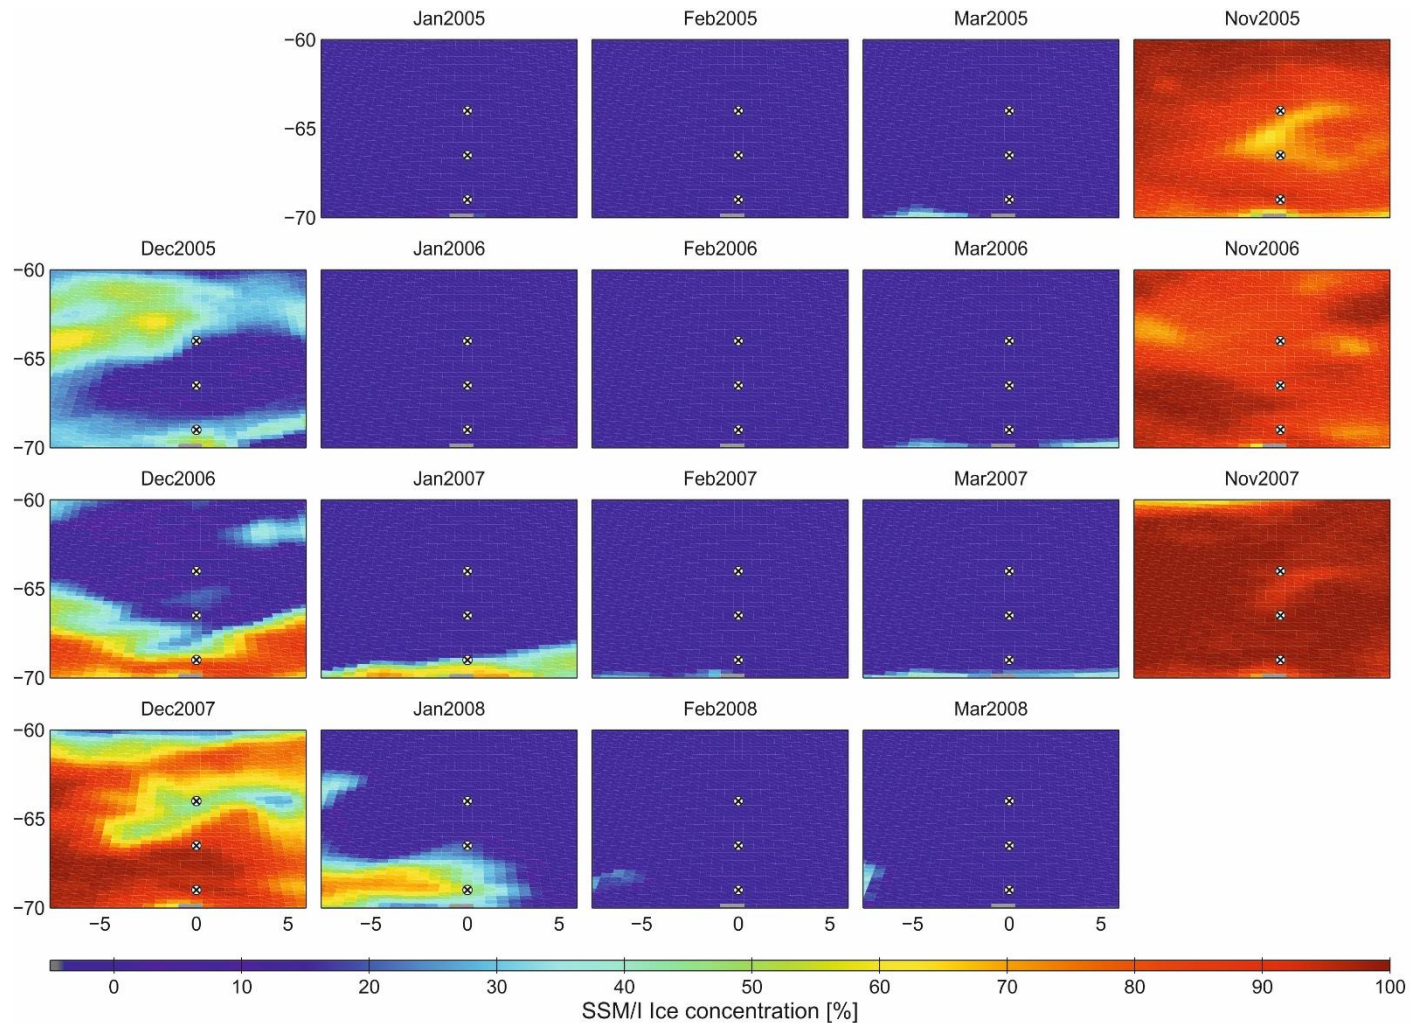 Jan2005 Feb2005 Mar2005 Nov2005
−60
−65
−70
Dec2005 Jan2006 Feb2006 Mar2006 Nov2006
−60
−65
−70
Dec2006 Jan2007 Feb2007 Mar2007 Nov2007
−60
−65
−70
Dec2007 Jan2008 Feb2008 Mar2008
−60
−65
−70
−5 0 5 −5 0 5 −5 0 5 −5 0 5
0 10 20 30 40 50 60 70 80 90 100
SSM/I Ice concentration [%]